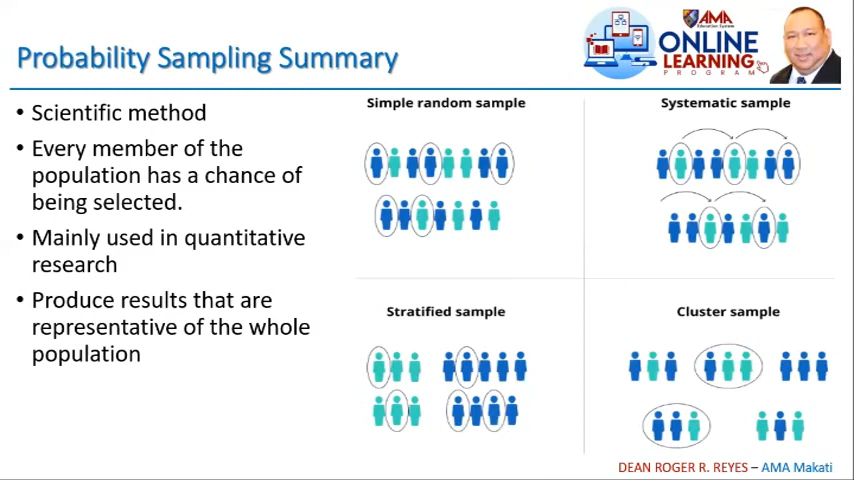 Probability Sampling Summary
AMA
Education System
ONLINE
LEARNING
PROGRAM
• Scientific method
• Every member of the
population has a chance of
being selected.
• Mainly used in quantitative
research
• Produce results that are
representative of the whole
population
Simple random sample
Systematic sample
Stratified sample
Cluster sample
DEAN ROGER R. REYES – AMA Makati